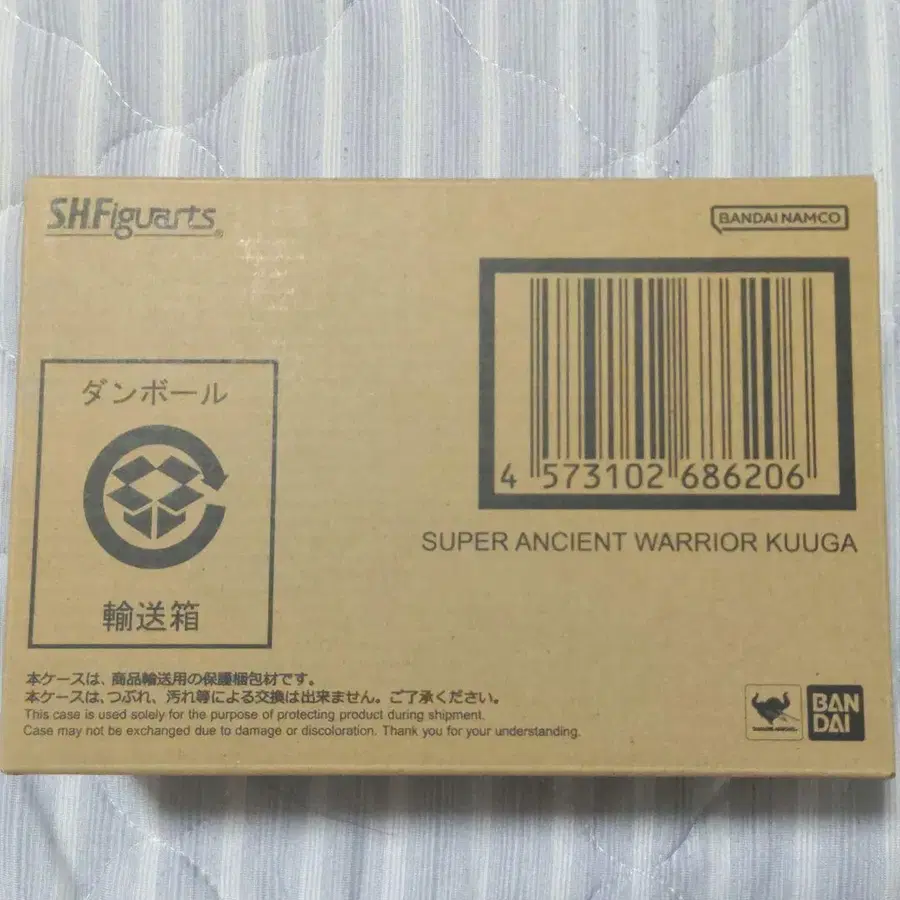 S.H.Figuarts
BANDAI NAMCO
4 573102 686206
SUPER ANCIENT WARRIOR KUUGA
ダンボール
輸送箱
本ケースは、商品輸送用の保護梱包材です。
本ケースは、つぶれ、汚れ等による交換は出来ません。ご了承ください。
This case is used solely for the purpose of protecting product during shipment.
Case may not be exchanged due to damage or discoloration. Thank you for your understanding.
BAN
DAI